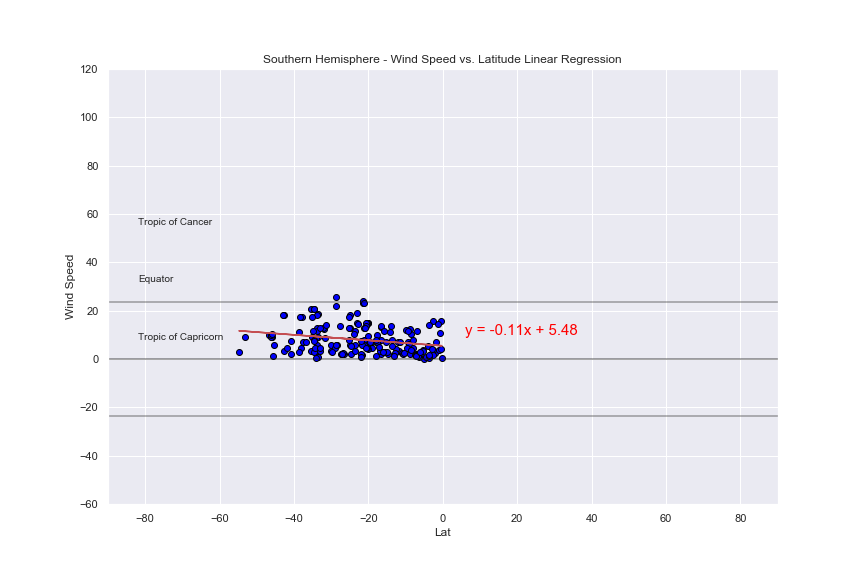 Southern Hemisphere - Wind Speed vs. Latitude Linear Regression
120
100
80
60
40
20
0
−20
−40
−60
Wind Speed
Tropic of Cancer
Equator
Tropic of Capricorn
y = -0.11x + 5.48
−80 −60 −40 −20 0 20 40 60 80
Lat